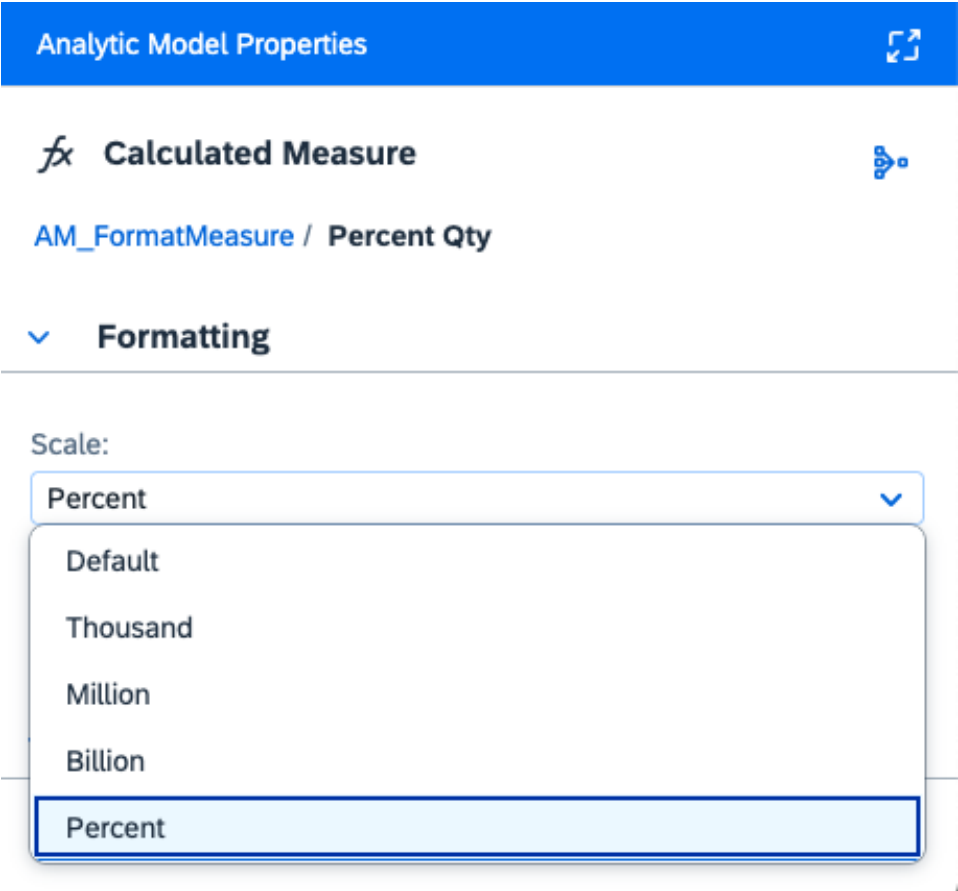 Analytic Model Properties
fx Calculated Measure
AM_FormatMeasure / Percent Qty
Formatting
Scale:
Percent
Default
Thousand
Million
Billion
Percent